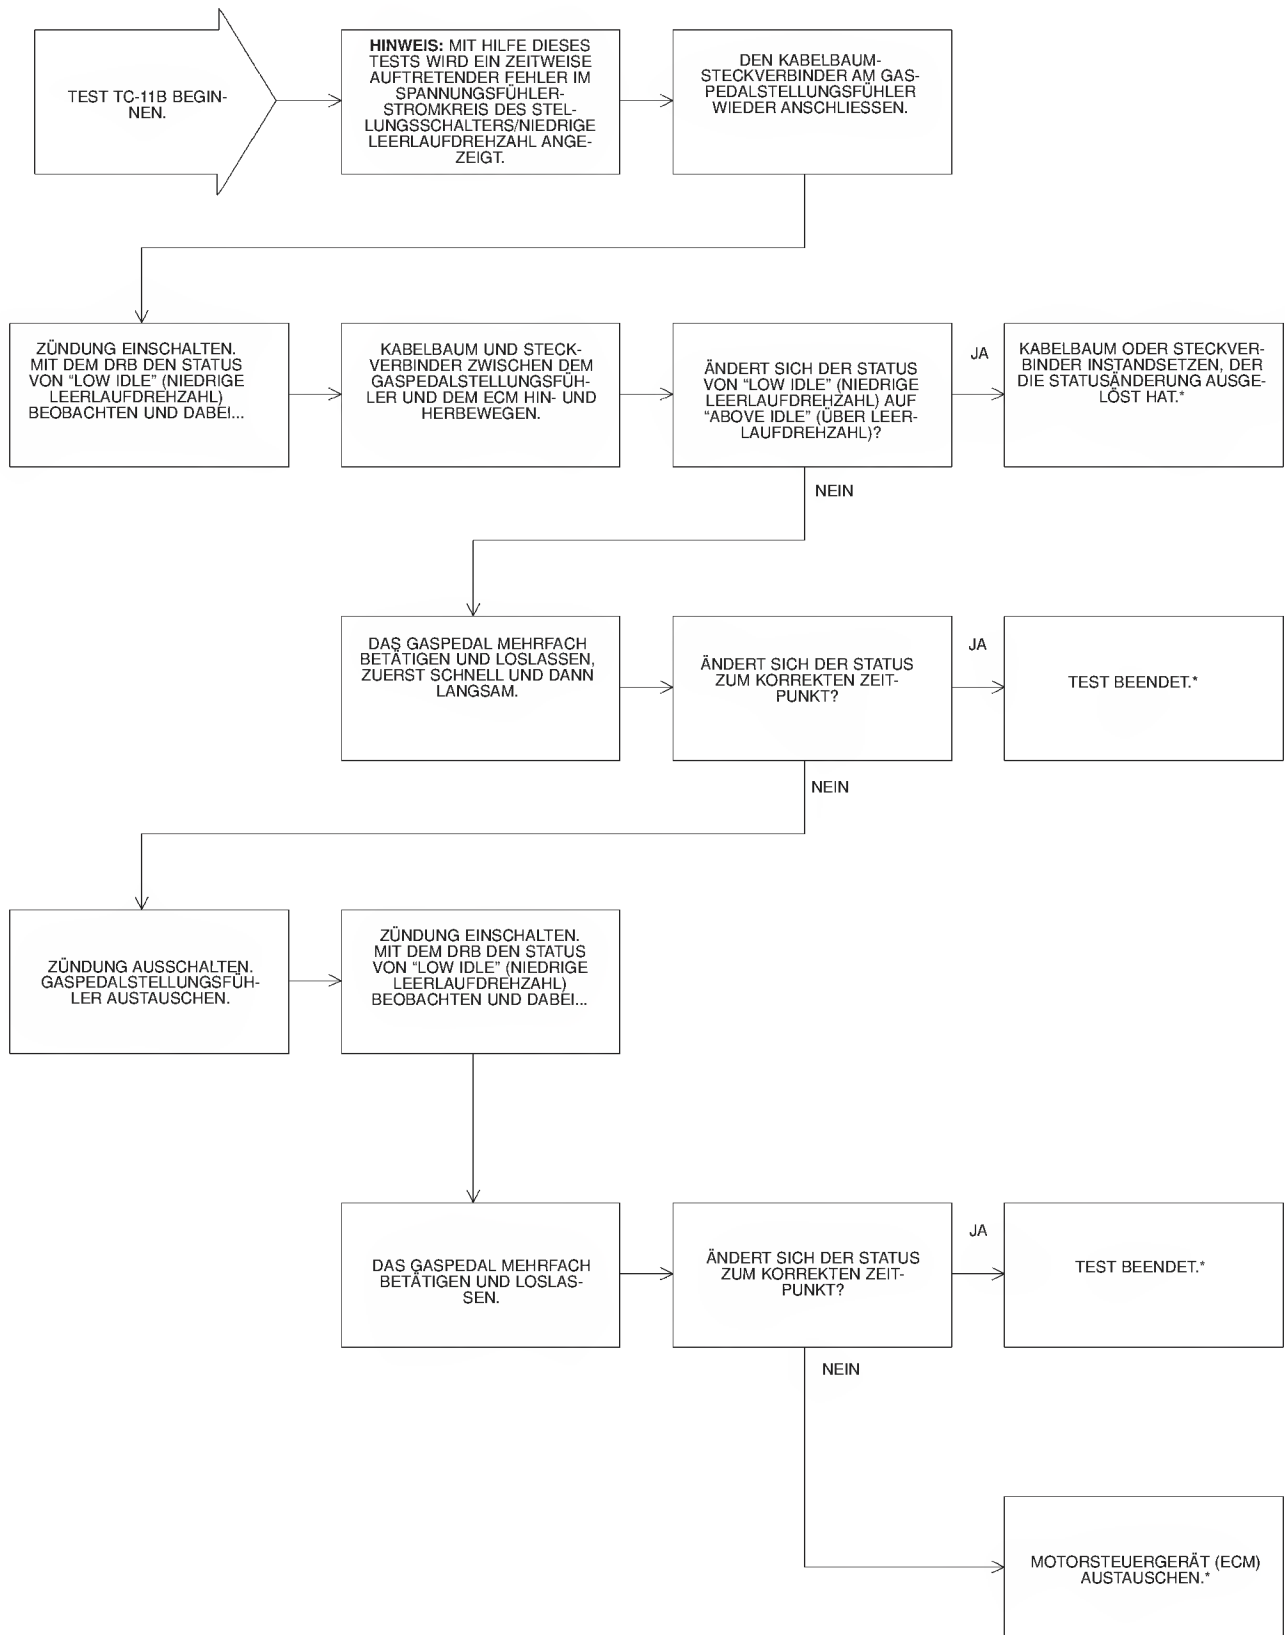 TEST TC-11B BEGIN-
NEN.
HINWEIS: MIT HILFE DIESES
TESTS WIRD EIN ZEITWEISE
AUFTRETENDER FEHLER IM
SPANNUNGSFÜHLER-
STROMKREIS DES STEL-
LUNGSSCHALTERS/NIEDRIGE
LEERLAUFDREHZAHL ANGE-
ZEIGT.
DEN KABELBAUM-
STECKVERBINDER AM GAS-
PEDALSTELLUNGSFÜHLER
WIEDER ANSCHLIESSEN.
ZÜNDUNG EINSCHALTEN.
MIT DEM DRB DEN STATUS
VON “LOW IDLE” (NIEDRIGE
LEERLAUFDREHZAHL)
BEOBACHTEN UND DABEI...
KABELBAUM UND STECK-
VERBINDER ZWISCHEN DEM
GASPEDALSTELLUNGSFÜH-
LER UND DEM ECM HIN- UND
HERBEWEGEN.
ÄNDERT SICH DER STATUS
VON “LOW IDLE” (NIEDRIGE
LEERLAUFDREHZAHL) AUF
“ABOVE IDLE” (ÜBER LEER-
LAUFDREHZAHL)?
JA
KABELBAUM ODER STECKVER-
BINDER INSTANDSETZEN, DER
DIE STATUSÄNDERUNG AUSGE-
LÖST HAT.*
NEIN
DAS GASPEDAL MEHRFACH
BETÄTIGEN UND LOSLASSEN,
ZUERST SCHNELL UND DANN
LANGSAM.
ÄNDERT SICH DER STATUS
ZUM KORREKTEN ZEIT-
PUNKT?
JA
TEST BEENDET.*
NEIN
ZÜNDUNG AUSSCHALTEN.
GASPEDALSTELLUNGSFÜH-
LER AUSTAUSCHEN.
ZÜNDUNG EINSCHALTEN.
MIT DEM DRB DEN STATUS
VON “LOW IDLE” (NIEDRIGE
LEERLAUFDREHZAHL)
BEOBACHTEN UND DABEI...
DAS GASPEDAL MEHRFACH
BETÄTIGEN UND LOSLAS-
SEN.
ÄNDERT SICH DER STATUS
ZUM KORREKTEN ZEIT-
PUNKT?
JA
TEST BEENDET.*
NEIN
MOTORSTEUERGERÄT (ECM)
AUSTAUSCHEN.*